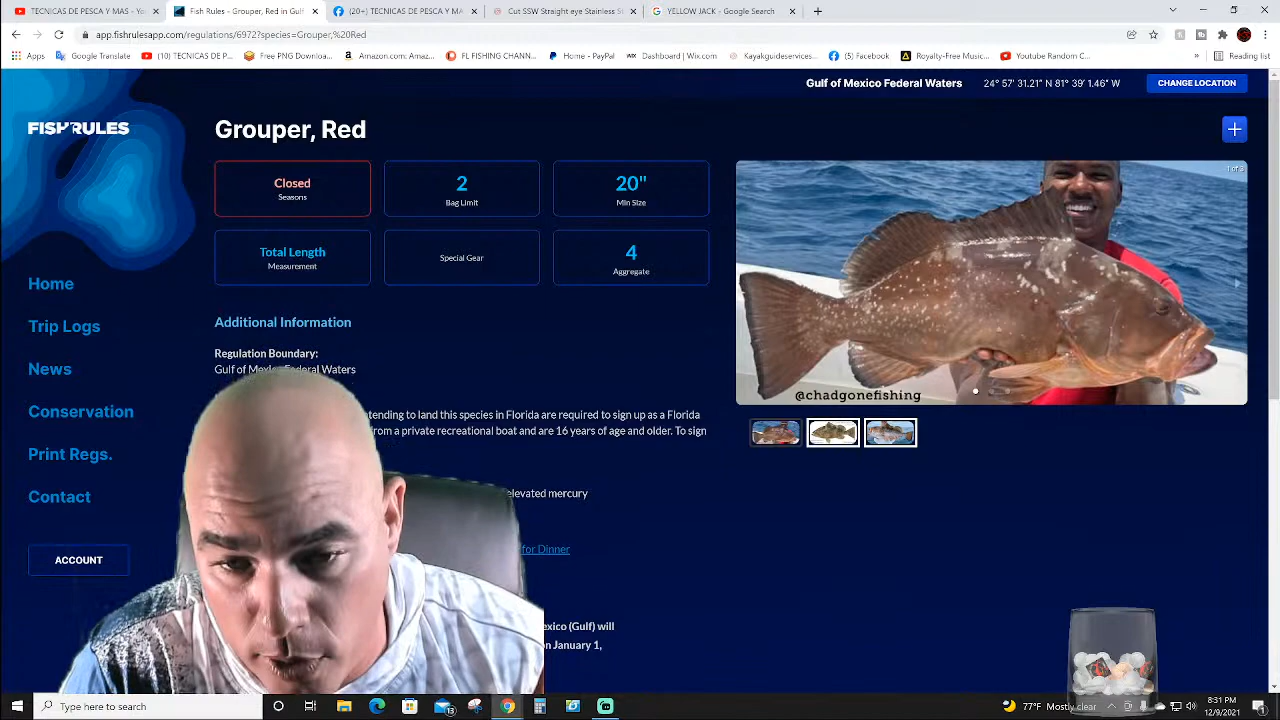 TECNICAS DE PESCA Y MAS - Yo
Fish Rules - Grouper, Red in Gulf
(20+) TECNICAS DE PESCA Y MA
Cut SSW Straight eye Stainless St
YELLOW JACK - Google Search
app.fishrulesapp.com/regulations/6972?species=Grouper,%20Red
Apps
Google Translate
(10) TECNICAS DE P...
Free PNG Downloa...
Amazon.com: Amaz...
FL FISHING CHANN...
Home - PayPal
Dashboard | Wix.com
Kayakguideservices...
(5) Facebook
Royalty-Free Music
Youtube Random C...
Reading list
Gulf of Mexico Federal Waters
24° 57' 31.21" N 81° 39' 1.46" W
CHANGE LOCATION
FISHRULES
Grouper, Red
1 of 3
Closed
Seasons
2
Bag Limit
20"
Min Size
Total Length
Measurement
Special Gear
4
Aggregate
@chadgonefishing
Home
Trip Logs
News
Conservation
Print Regs.
Contact
ACCOUNT
Additional Information
Regulation Boundary:
Gulf of Mexico Federal Waters
tending to land this species in Florida are required to sign up as a Florida
from a private recreational boat and are 16 years of age and older. To sign
elevated mercury
for Dinner
exico (Gulf) will
n January 1,
Type here to search
77°F Mostly clear
8:31 PM
12/9/2021